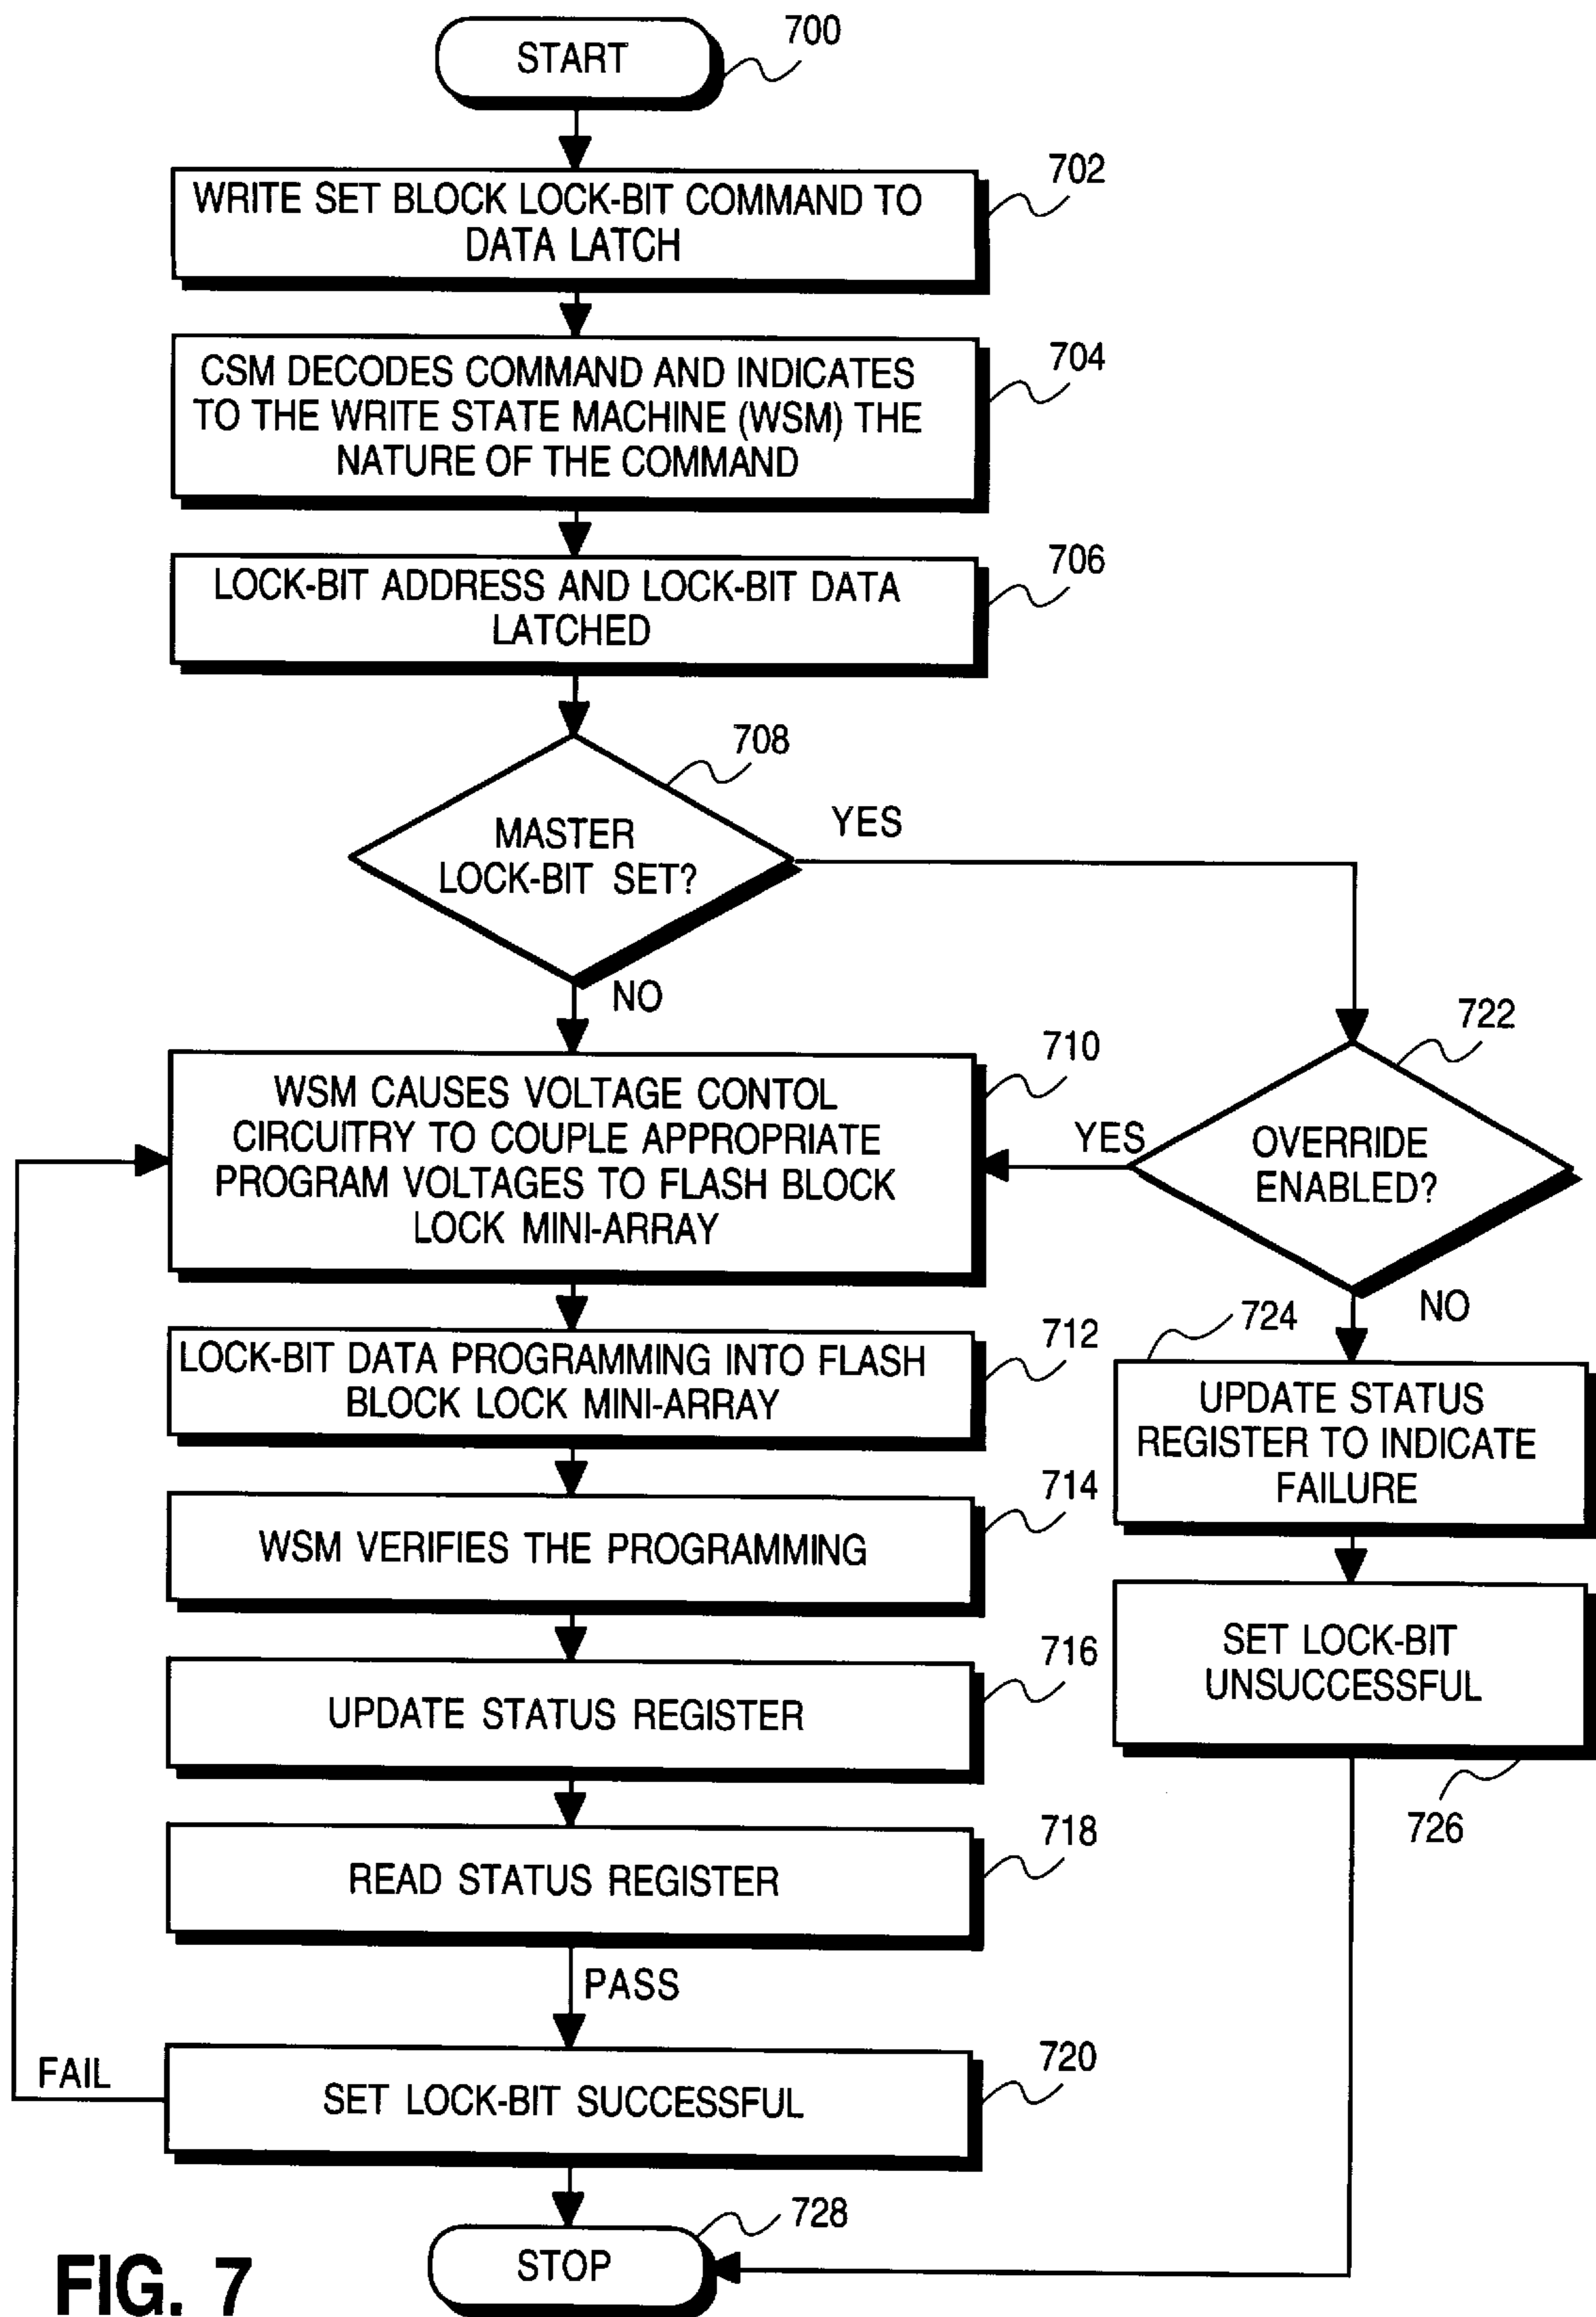 START
700
WRITE SET BLOCK LOCK-BIT COMMAND TO
DATA LATCH
702
CSM DECODES COMMAND AND INDICATES
TO THE WRITE STATE MACHINE (WSM) THE
NATURE OF THE COMMAND
704
LOCK-BIT ADDRESS AND LOCK-BIT DATA
LATCHED
706
MASTER
LOCK-BIT SET?
708
YES
NO
WSM CAUSES VOLTAGE CONTOL
CIRCUITRY TO COUPLE APPROPRIATE
PROGRAM VOLTAGES TO FLASH BLOCK
LOCK MINI-ARRAY
710
YES
OVERRIDE
ENABLED?
722
NO
LOCK-BIT DATA PROGRAMMING INTO FLASH
BLOCK LOCK MINI-ARRAY
712
724
UPDATE STATUS
REGISTER TO INDICATE
FAILURE
WSM VERIFIES THE PROGRAMMING
714
SET LOCK-BIT
UNSUCCESSFUL
726
UPDATE STATUS REGISTER
716
READ STATUS REGISTER
718
PASS
FAIL
SET LOCK-BIT SUCCESSFUL
720
STOP
728
FIG. 7